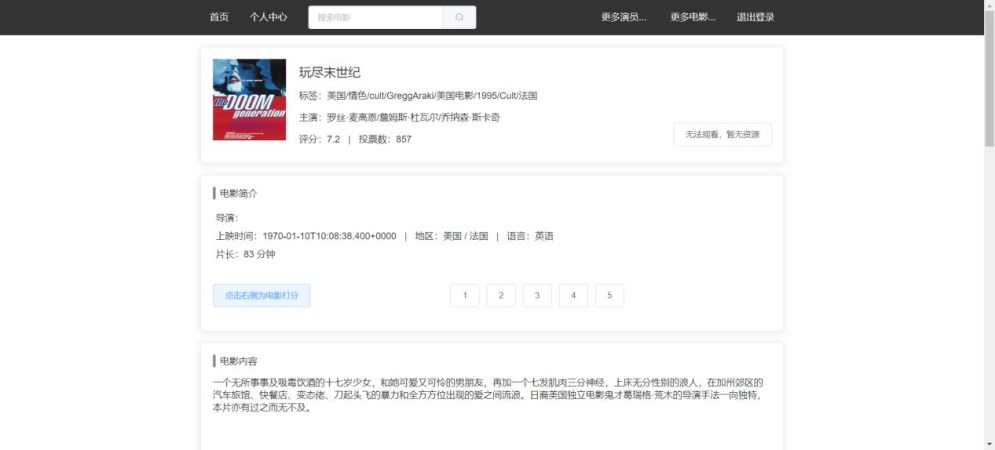 首页 个人中心 搜索电影 更多演员... 更多电影... 退出登录
the DOOM
generation
玩尽末世纪
标签：美国/情色/cult/GreggAraki/美国电影/1995/Cult/法国
主演：罗丝·麦高恩/詹姆斯·杜瓦尔/乔纳森·斯卡奇
评分：7.2 | 投票数：857
无法观看，暂无资源
电影简介
导演：
上映时间：1970-01-10T10:08:38.400+0000 | 地区：美国 / 法国 | 语言：英语
片长：83 分钟
点击右侧为电影打分 1 2 3 4 5
电影内容
一个无所事事及吸毒饮酒的十七岁少女，和她可爱又可怜的男朋友，再加一个七发肌肉三分神经，上床无分性别的浪人，在加州郊区的
汽车旅馆、快餐店、变态佬、刀起头飞的暴力和全方方位出现的爱之间流浪。日裔美国独立电影鬼才葛瑞格·荒木的导演手法一向独特，
本片亦有过之而无不及。